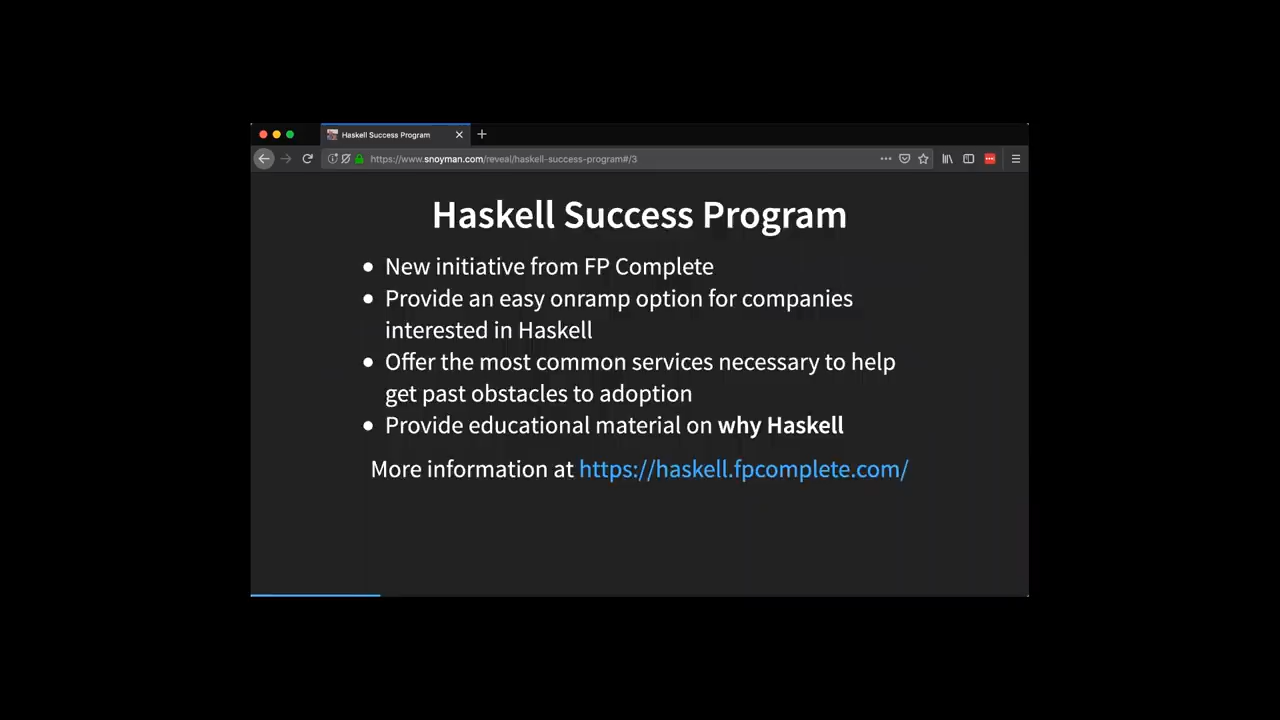 Haskell Success Program
https://www.snoyman.com/reveal/haskell-success-program#/3
Haskell Success Program
• New initiative from FP Complete
• Provide an easy onramp option for companies
interested in Haskell
• Offer the most common services necessary to help
get past obstacles to adoption
• Provide educational material on why Haskell
More information at https://haskell.fpcomplete.com/